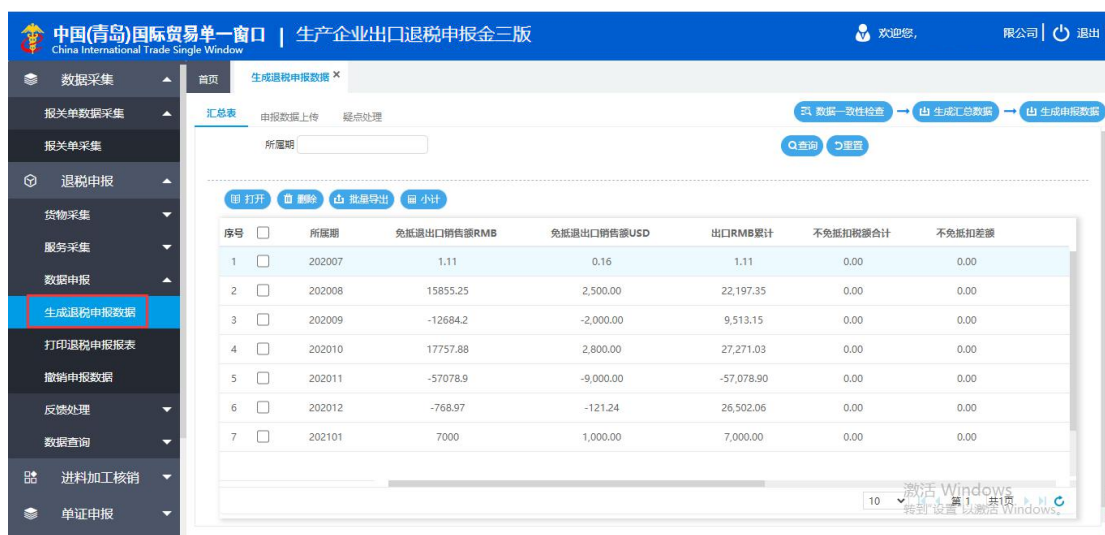 中国(青岛)国际贸易单一窗口 | 生产企业出口退税申报金三版
China International Trade Single Window
欢迎您, 限公司 | 退出
数据采集
报关单数据采集
报关单采集
退税申报
货物采集
服务采集
数据申报
生成退税申报数据
打印退税申报报表
撤销申报数据
反馈处理
数据查询
进料加工核销
单证申报
首页 生成退税申报数据 ×
汇总表 申报数据上传 疑点处理
数据一致性检查 → 生成汇总数据 → 生成申报数据
所属期 查询 重置
打开 删除 批量导出 小计
序号 所属期 免抵退出口销售额RMB 免抵退出口销售额USD 出口RMB累计 不免抵扣税额合计 不免抵扣差额
1 202007 1.11 0.16 1.11 0.00 0.00
2 202008 15855.25 2,500.00 22,197.35 0.00 0.00
3 202009 -12684.2 -2,000.00 9,513.15 0.00 0.00
4 202010 17757.88 2,800.00 27,271.03 0.00 0.00
5 202011 -57078.9 -9,000.00 -57,078.90 0.00 0.00
6 202012 -768.97 -121.24 26,502.06 0.00 0.00
7 202101 7000 1,000.00 7,000.00 0.00 0.00
激活 Windows
10 第 1 共1页
转到"设置"以激活 Windows。